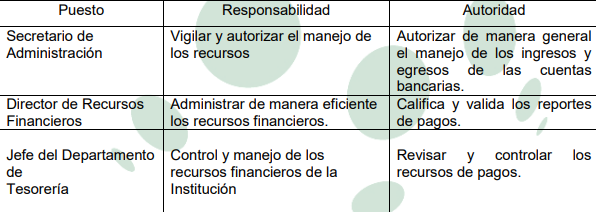 Puesto Responsabilidad Autoridad
Secretario de Administración
Vigilar y autorizar el manejo de los recursos
Autorizar de manera general el manejo de los ingresos y egresos de las cuentas bancarias.
Director de Recursos Financieros
Administrar de manera eficiente los recursos financieros.
Califica y valida los reportes de pagos.
Jefe del Departamento de Tesorería
Control y manejo de los recursos financieros de la Institución
Revisar y controlar los recursos de pagos.